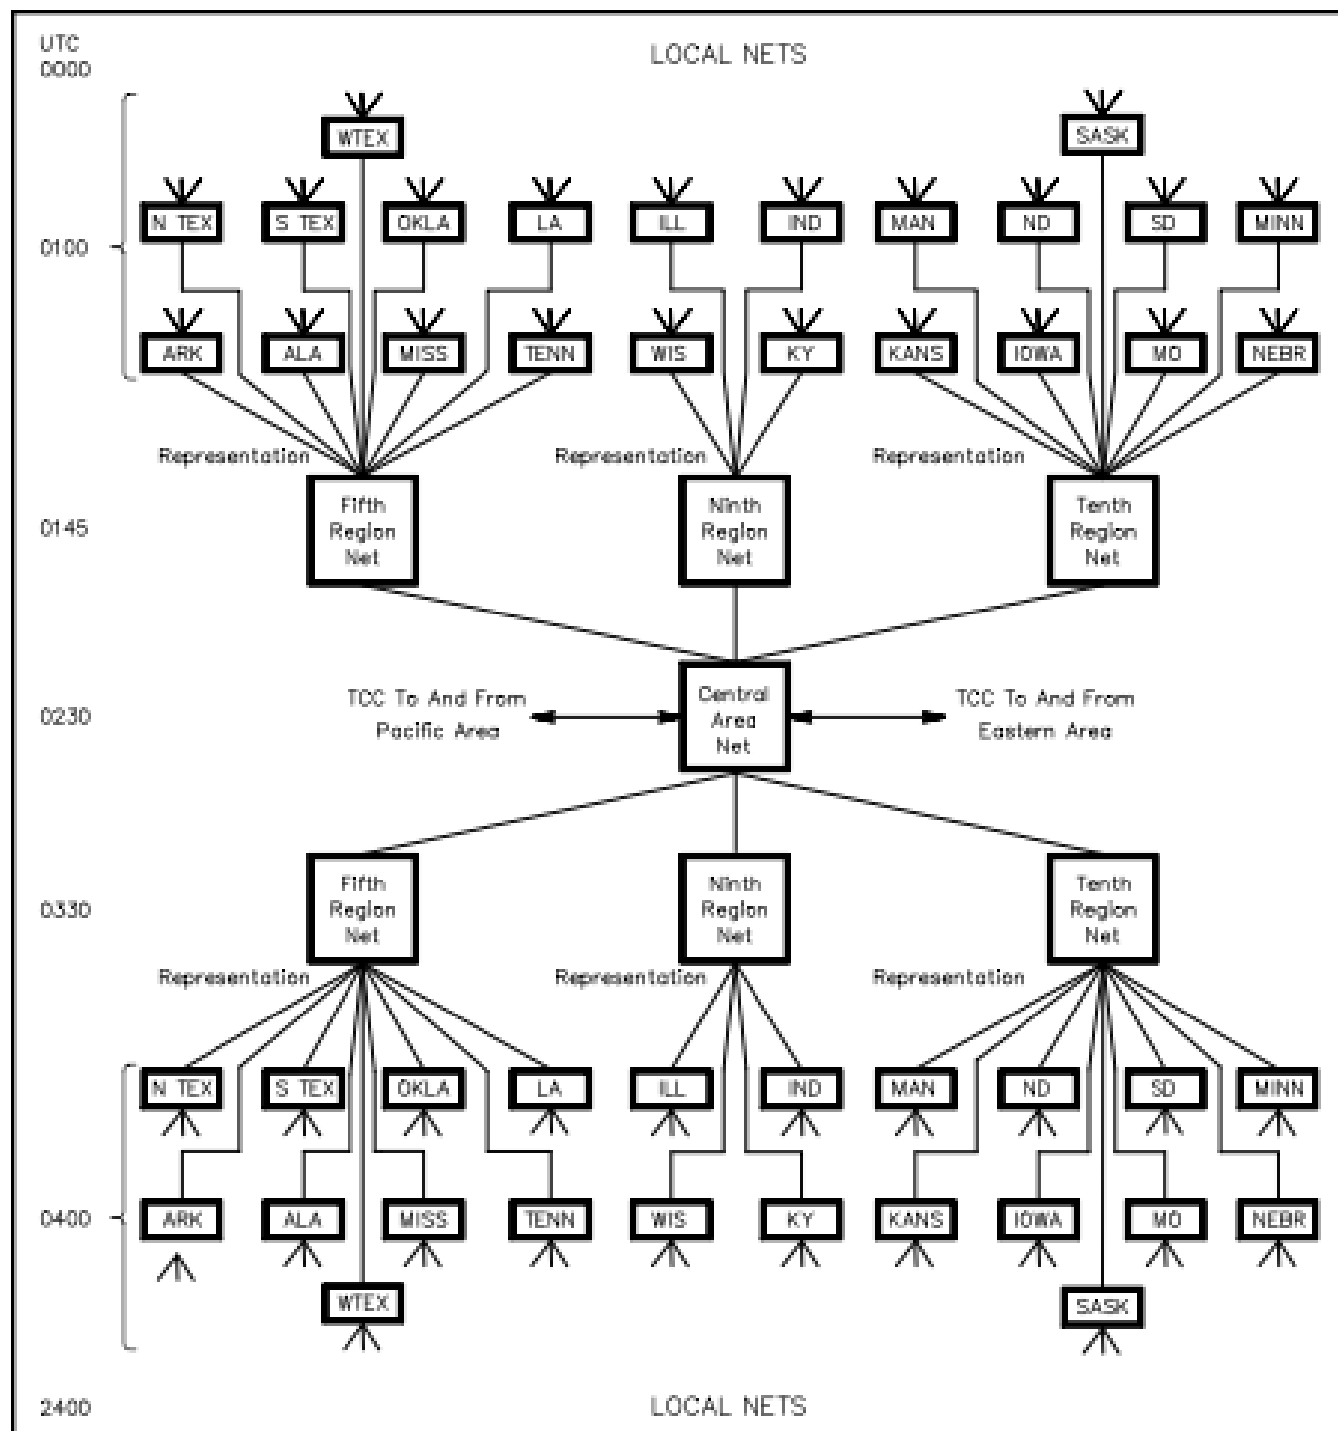 UTC
0000
LOCAL NETS
WTEX
SASK
N TEX
S TEX
OKLA
LA
ILL
IND
MAN
ND
SD
MINN
0100
ARK
ALA
MISS
TENN
WIS
KY
KANS
IOWA
MO
NEBR
Representation
Representation
Representation
0145
Fifth
Region
Net
Ninth
Region
Net
Tenth
Region
Net
0230
TCC To And From
Pacific Area
Central
Area
Net
TCC To And From
Eastern Area
0330
Fifth
Region
Net
Ninth
Region
Net
Tenth
Region
Net
Representation
Representation
Representation
N TEX
S TEX
OKLA
LA
ILL
IND
MAN
ND
SD
MINN
0400
ARK
ALA
MISS
TENN
WIS
KY
KANS
IOWA
MO
NEBR
WTEX
SASK
2400
LOCAL NETS